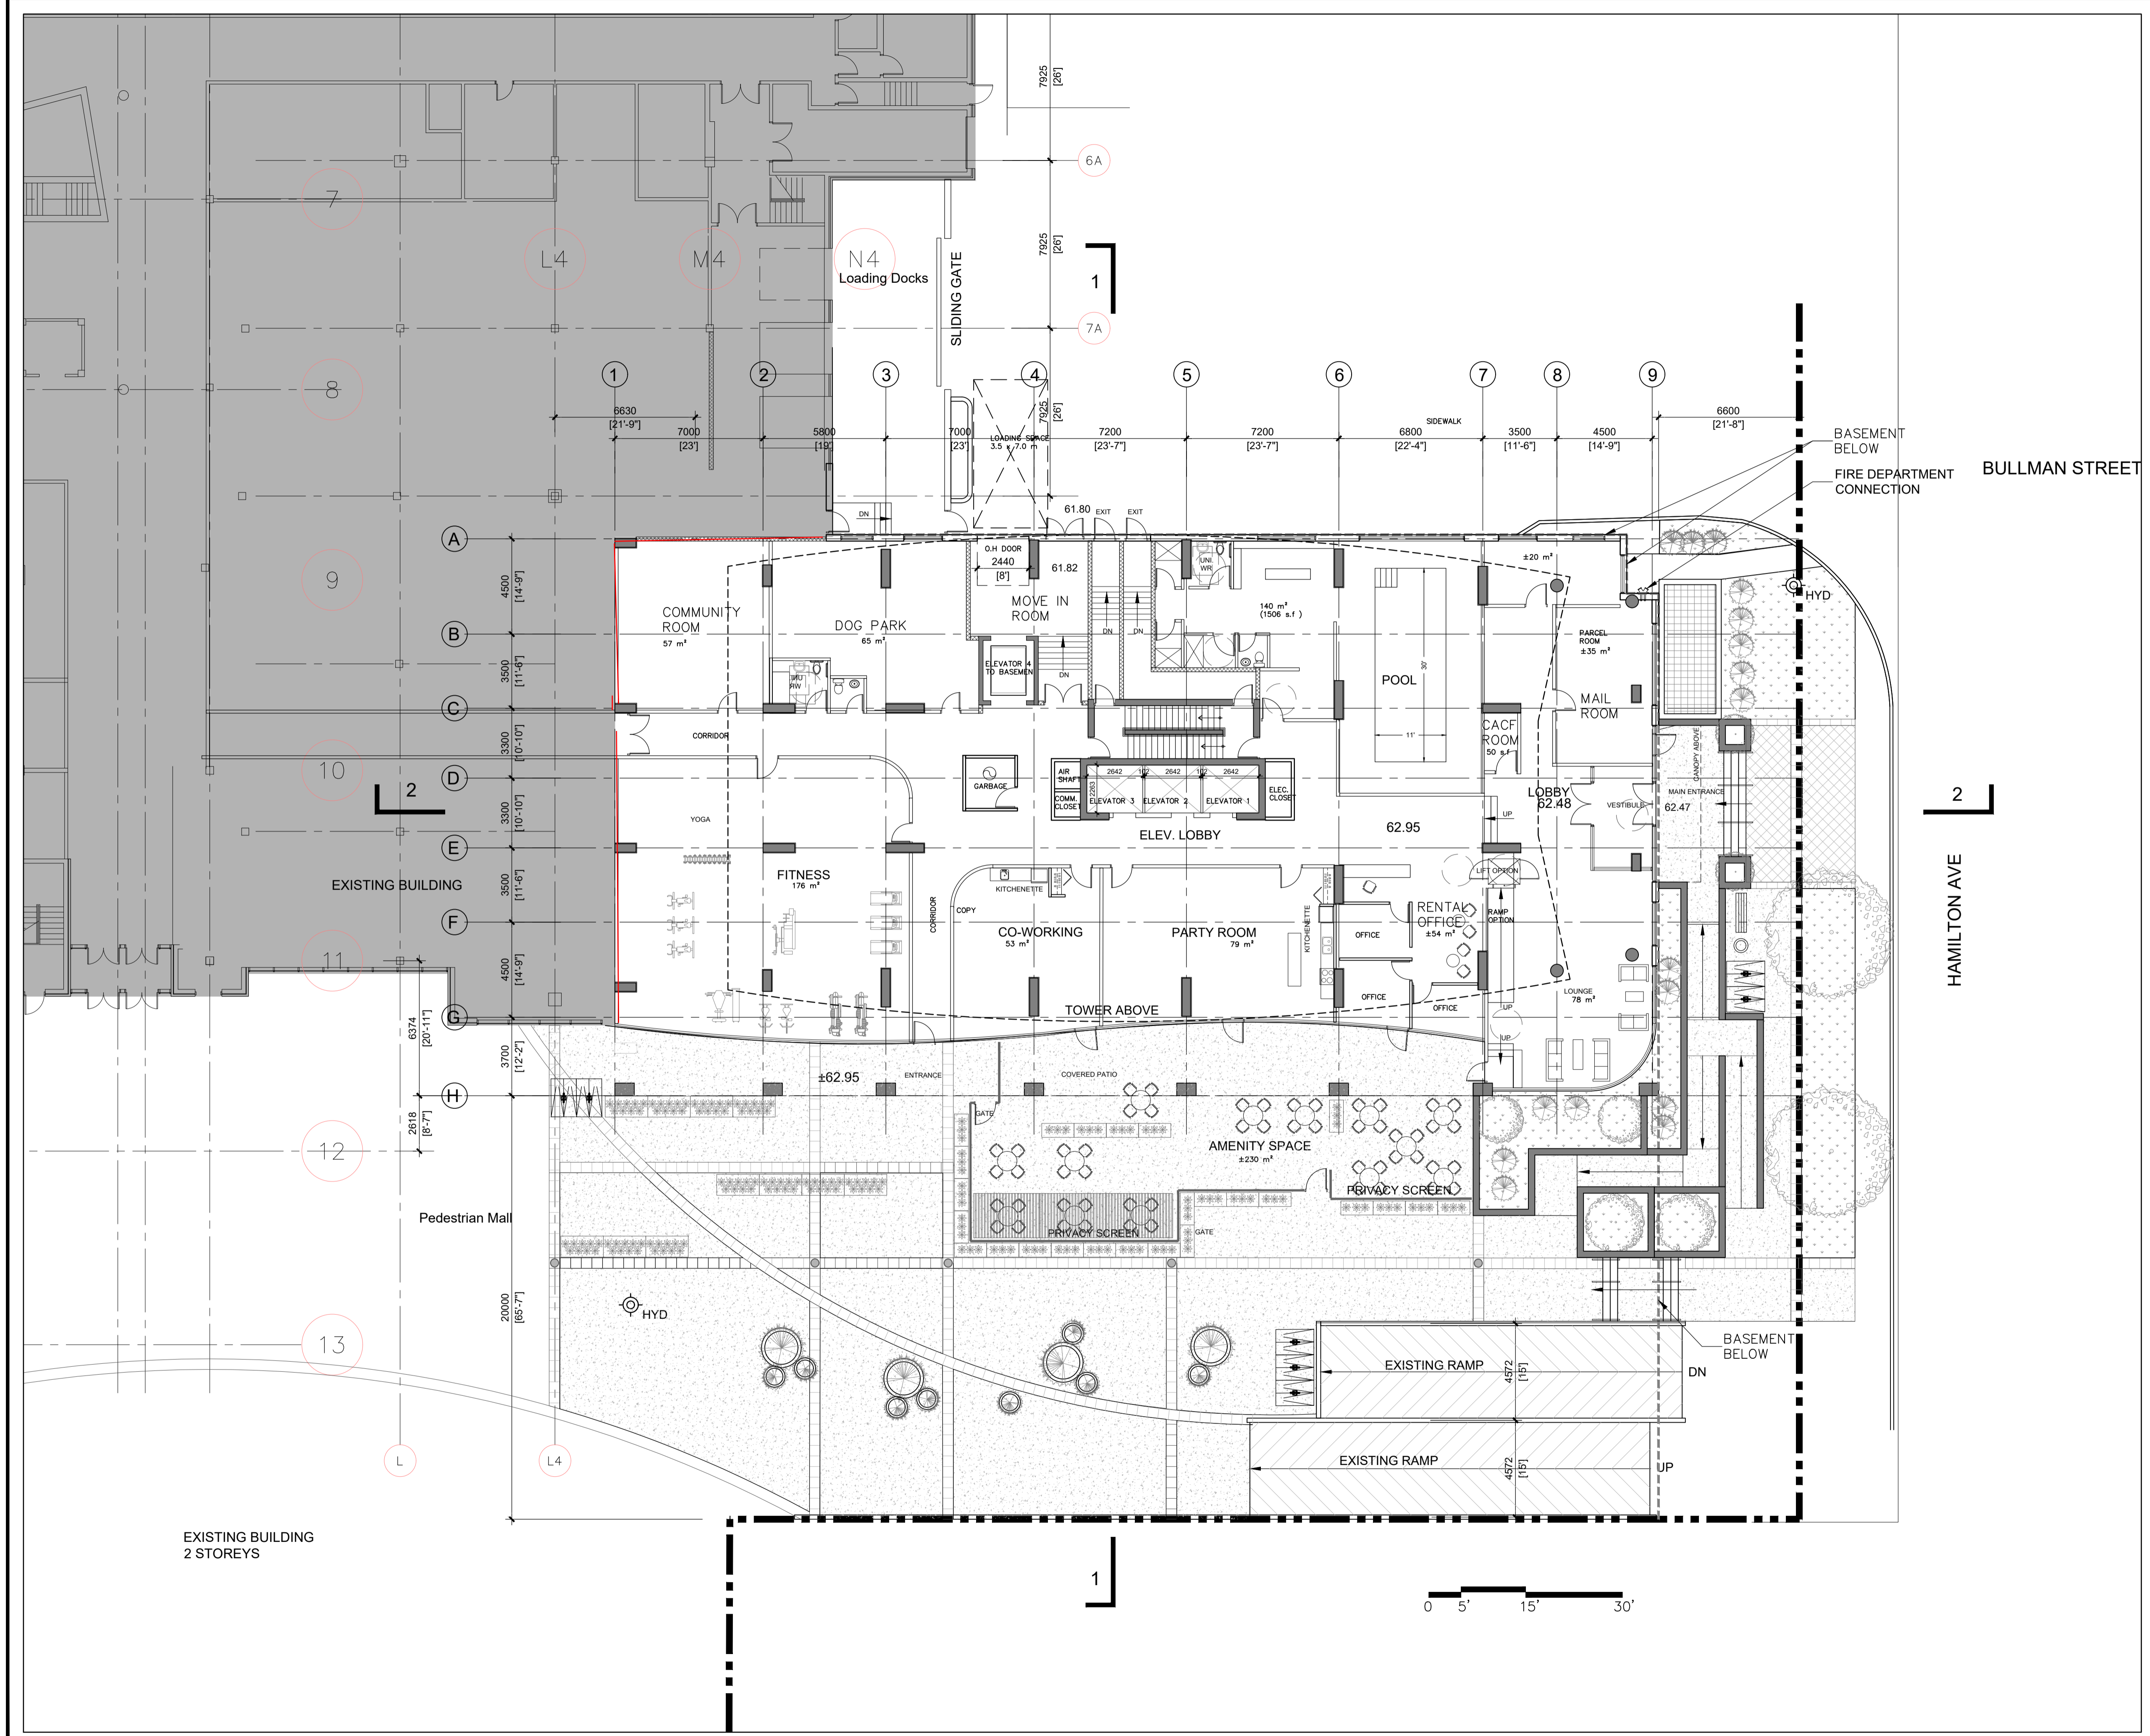 7925
[26']
6A
7
L4
M4
N4
Loading Docks
SLIDING GATE
7925
[26']
1
7A
8
1
2
3
4
5
6
7
8
9
6630
[21'-9"]
7000
[23']
5800
[19']
7000
[23']
7925
[26']
LOADING SPACE
3.5 x 7.0 m
7200
[23'-7"]
7200
[23'-7"]
SIDEWALK
6800
[22'-4"]
3500
[11'-6"]
4500
[14'-9"]
6600
[21'-8"]
BASEMENT
BELOW
FIRE DEPARTMENT
CONNECTION
BULLMAN STREET
DN
61.80
EXIT
EXIT
A
B
C
D
E
F
G
H
4500
[14'-9"]
3500
[11'-6"]
3300
[10'-10"]
3300
[10'-10"]
3500
[11'-6"]
4500
[14'-9"]
3700
[12'-2"]
9
O.H DOOR
2440
[8']
61.82
MOVE IN
ROOM
COMMUNITY
ROOM
57 m²
DOG PARK
65 m²
UNI.
WR
UNI.
WR
140 m²
(1506 s.f )
±20 m²
HYD
DN
DN
DN
ELEVATOR 4
TO BASEMEN
PARCEL
ROOM
±35 m²
POOL
30'
11'
MAIL
ROOM
CACF
ROOM
50 s.f
CORRIDOR
10
2
GARBAGE
AIR
SHAFT
COMM.
CLOSET
2263
2642
102
2642
102
2642
ELEVATOR 3
ELEVATOR 2
ELEVATOR 1
ELEC.
CLOSET
LOBBY
62.48
VESTIBULE
CANOPY ABOVE
MAIN ENTRANCE
62.47
2
YOGA
ELEV. LOBBY
62.95
UP
EXISTING BUILDING
FITNESS
176 m²
CORRIDOR
KITCHENETTE
COPY
CO-WORKING
53 m²
PARTY ROOM
79 m²
KITCHENETTE
RENTAL
OFFICE
±54 m²
OFFICE
OFFICE
OFFICE
LIFT OPTION
RAMP
OPTION
HAMILTON AVE
11
LOUNGE
78 m²
UP
UP
TOWER ABOVE
6374
[20'-11"]
±62.95
ENTRANCE
COVERED PATIO
2618
[8'-7"]
GATE
12
AMENITY SPACE
±230 m²
PRIVACY SCREEN
Pedestrian Mall
PRIVACY SCREEN
GATE
20000
[65'-7"]
HYD
13
EXISTING RAMP
4572
[15']
DN
BASEMENT
BELOW
EXISTING RAMP
4572
[15']
UP
L
L4
EXISTING BUILDING
2 STOREYS
1
0 5' 15' 30'